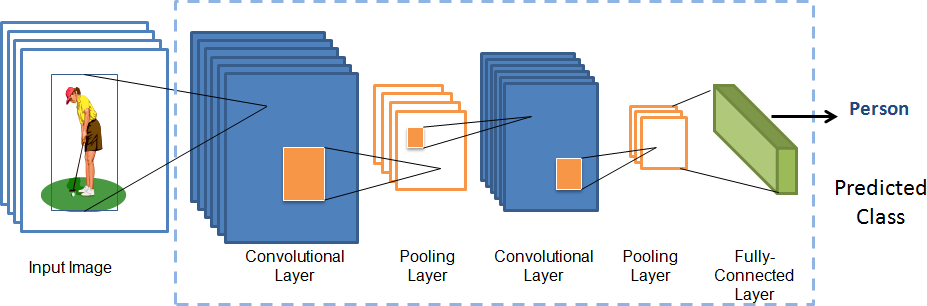 Person
Predicted
Class
Input Image
Convolutional
Layer
Pooling
Layer
Convolutional
Layer
Pooling
Layer
Fully-
Connected
Layer